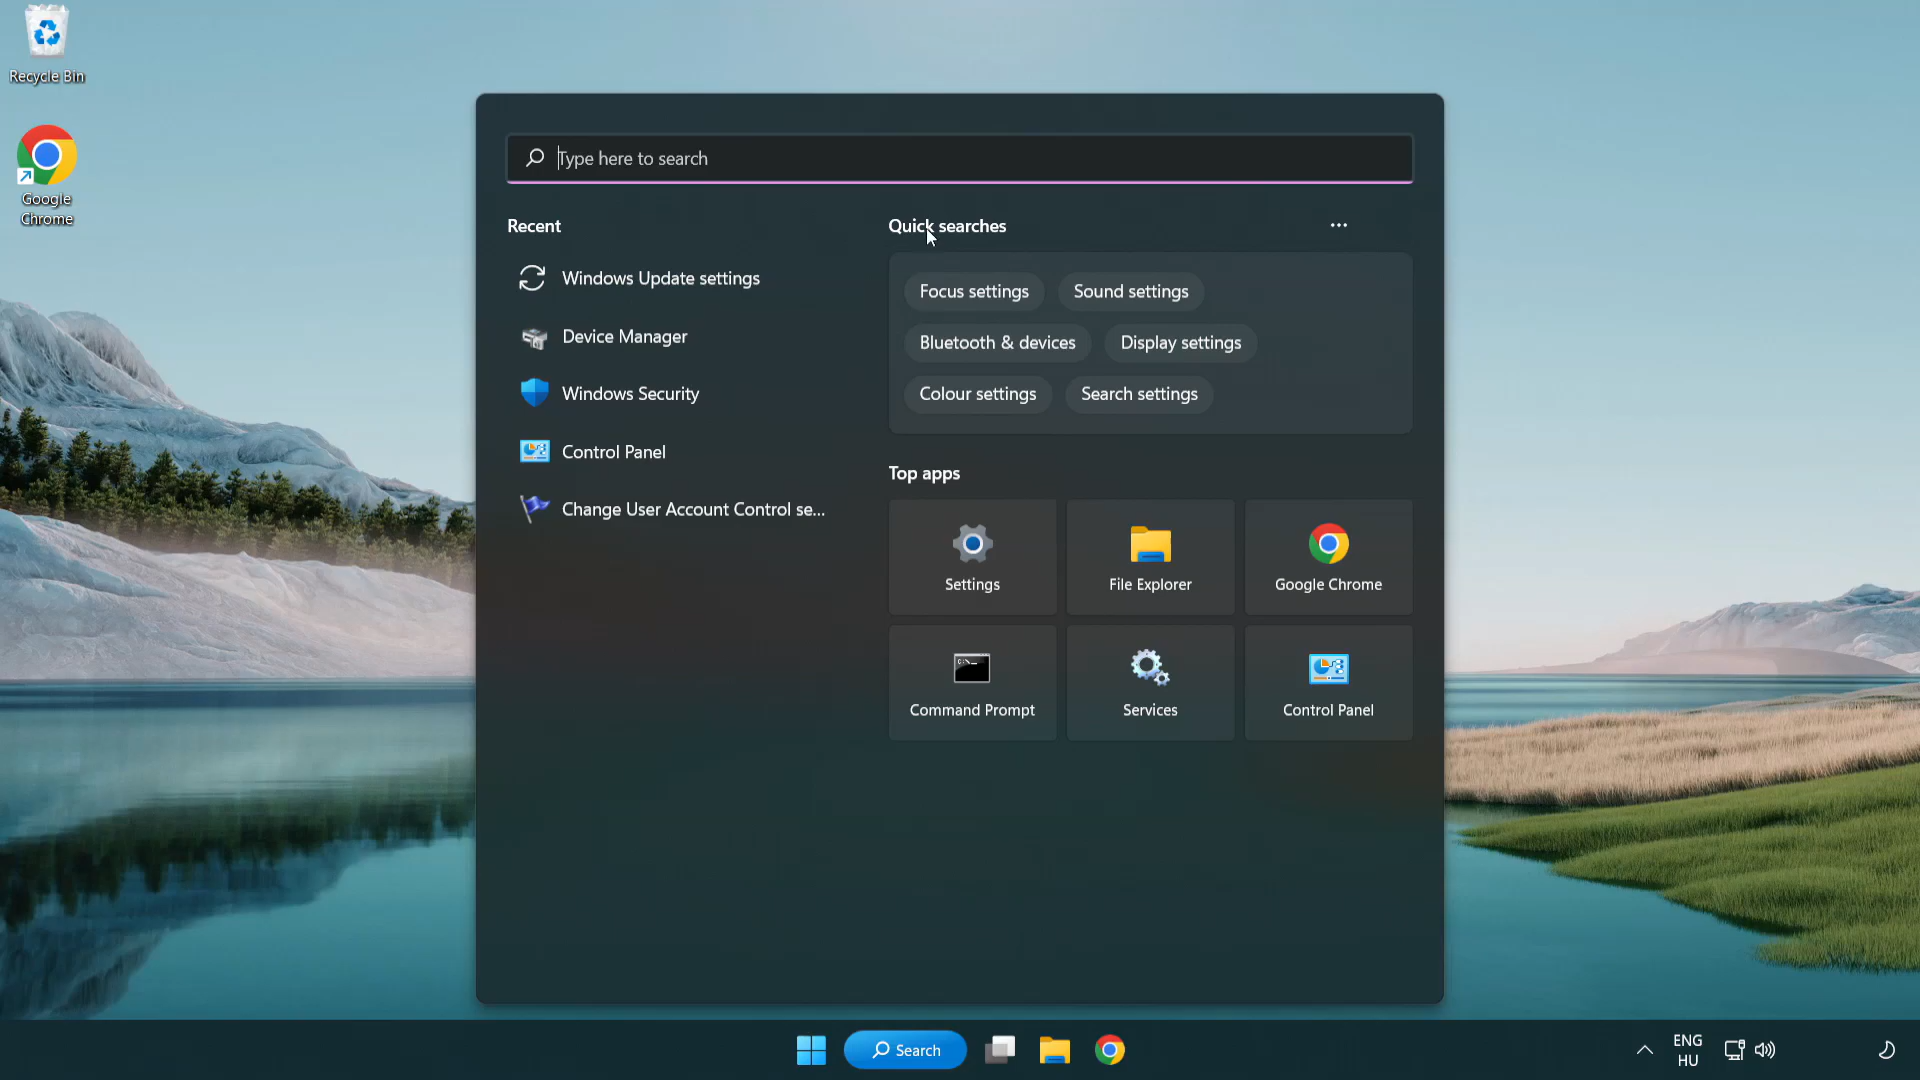 Recycle Bin
Google
Chrome
Type here to search
Recent
Windows Update settings
Device Manager
Windows Security
Control Panel
Change User Account Control se...
Quick searches
Focus settings
Sound settings
Bluetooth & devices
Display settings
Colour settings
Search settings
Top apps
Settings
File Explorer
Google Chrome
Command Prompt
Services
Control Panel
Search
ENG
HU